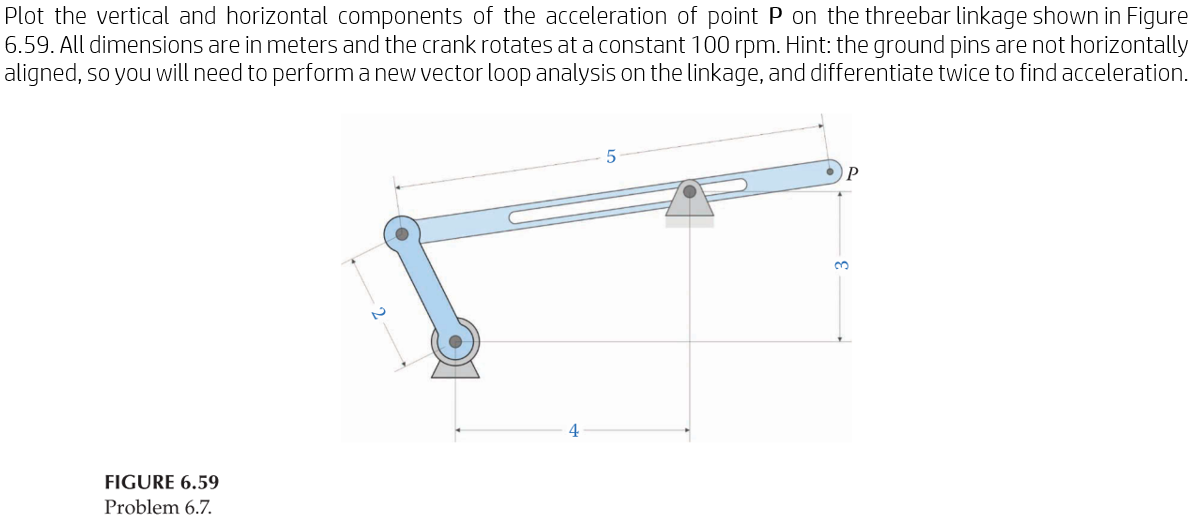 Plot the vertical and horizontal components of the acceleration of point P on the threebar linkage shown in Figure
6.59. All dimensions are in meters and the crank rotates at a constant 100 rpm. Hint: the ground pins are not horizontally
aligned, so you will need to perform a new vector loop analysis on the linkage, and differentiate twice to find acceleration.
5
P
3
2
4
FIGURE 6.59
Problem 6.7.